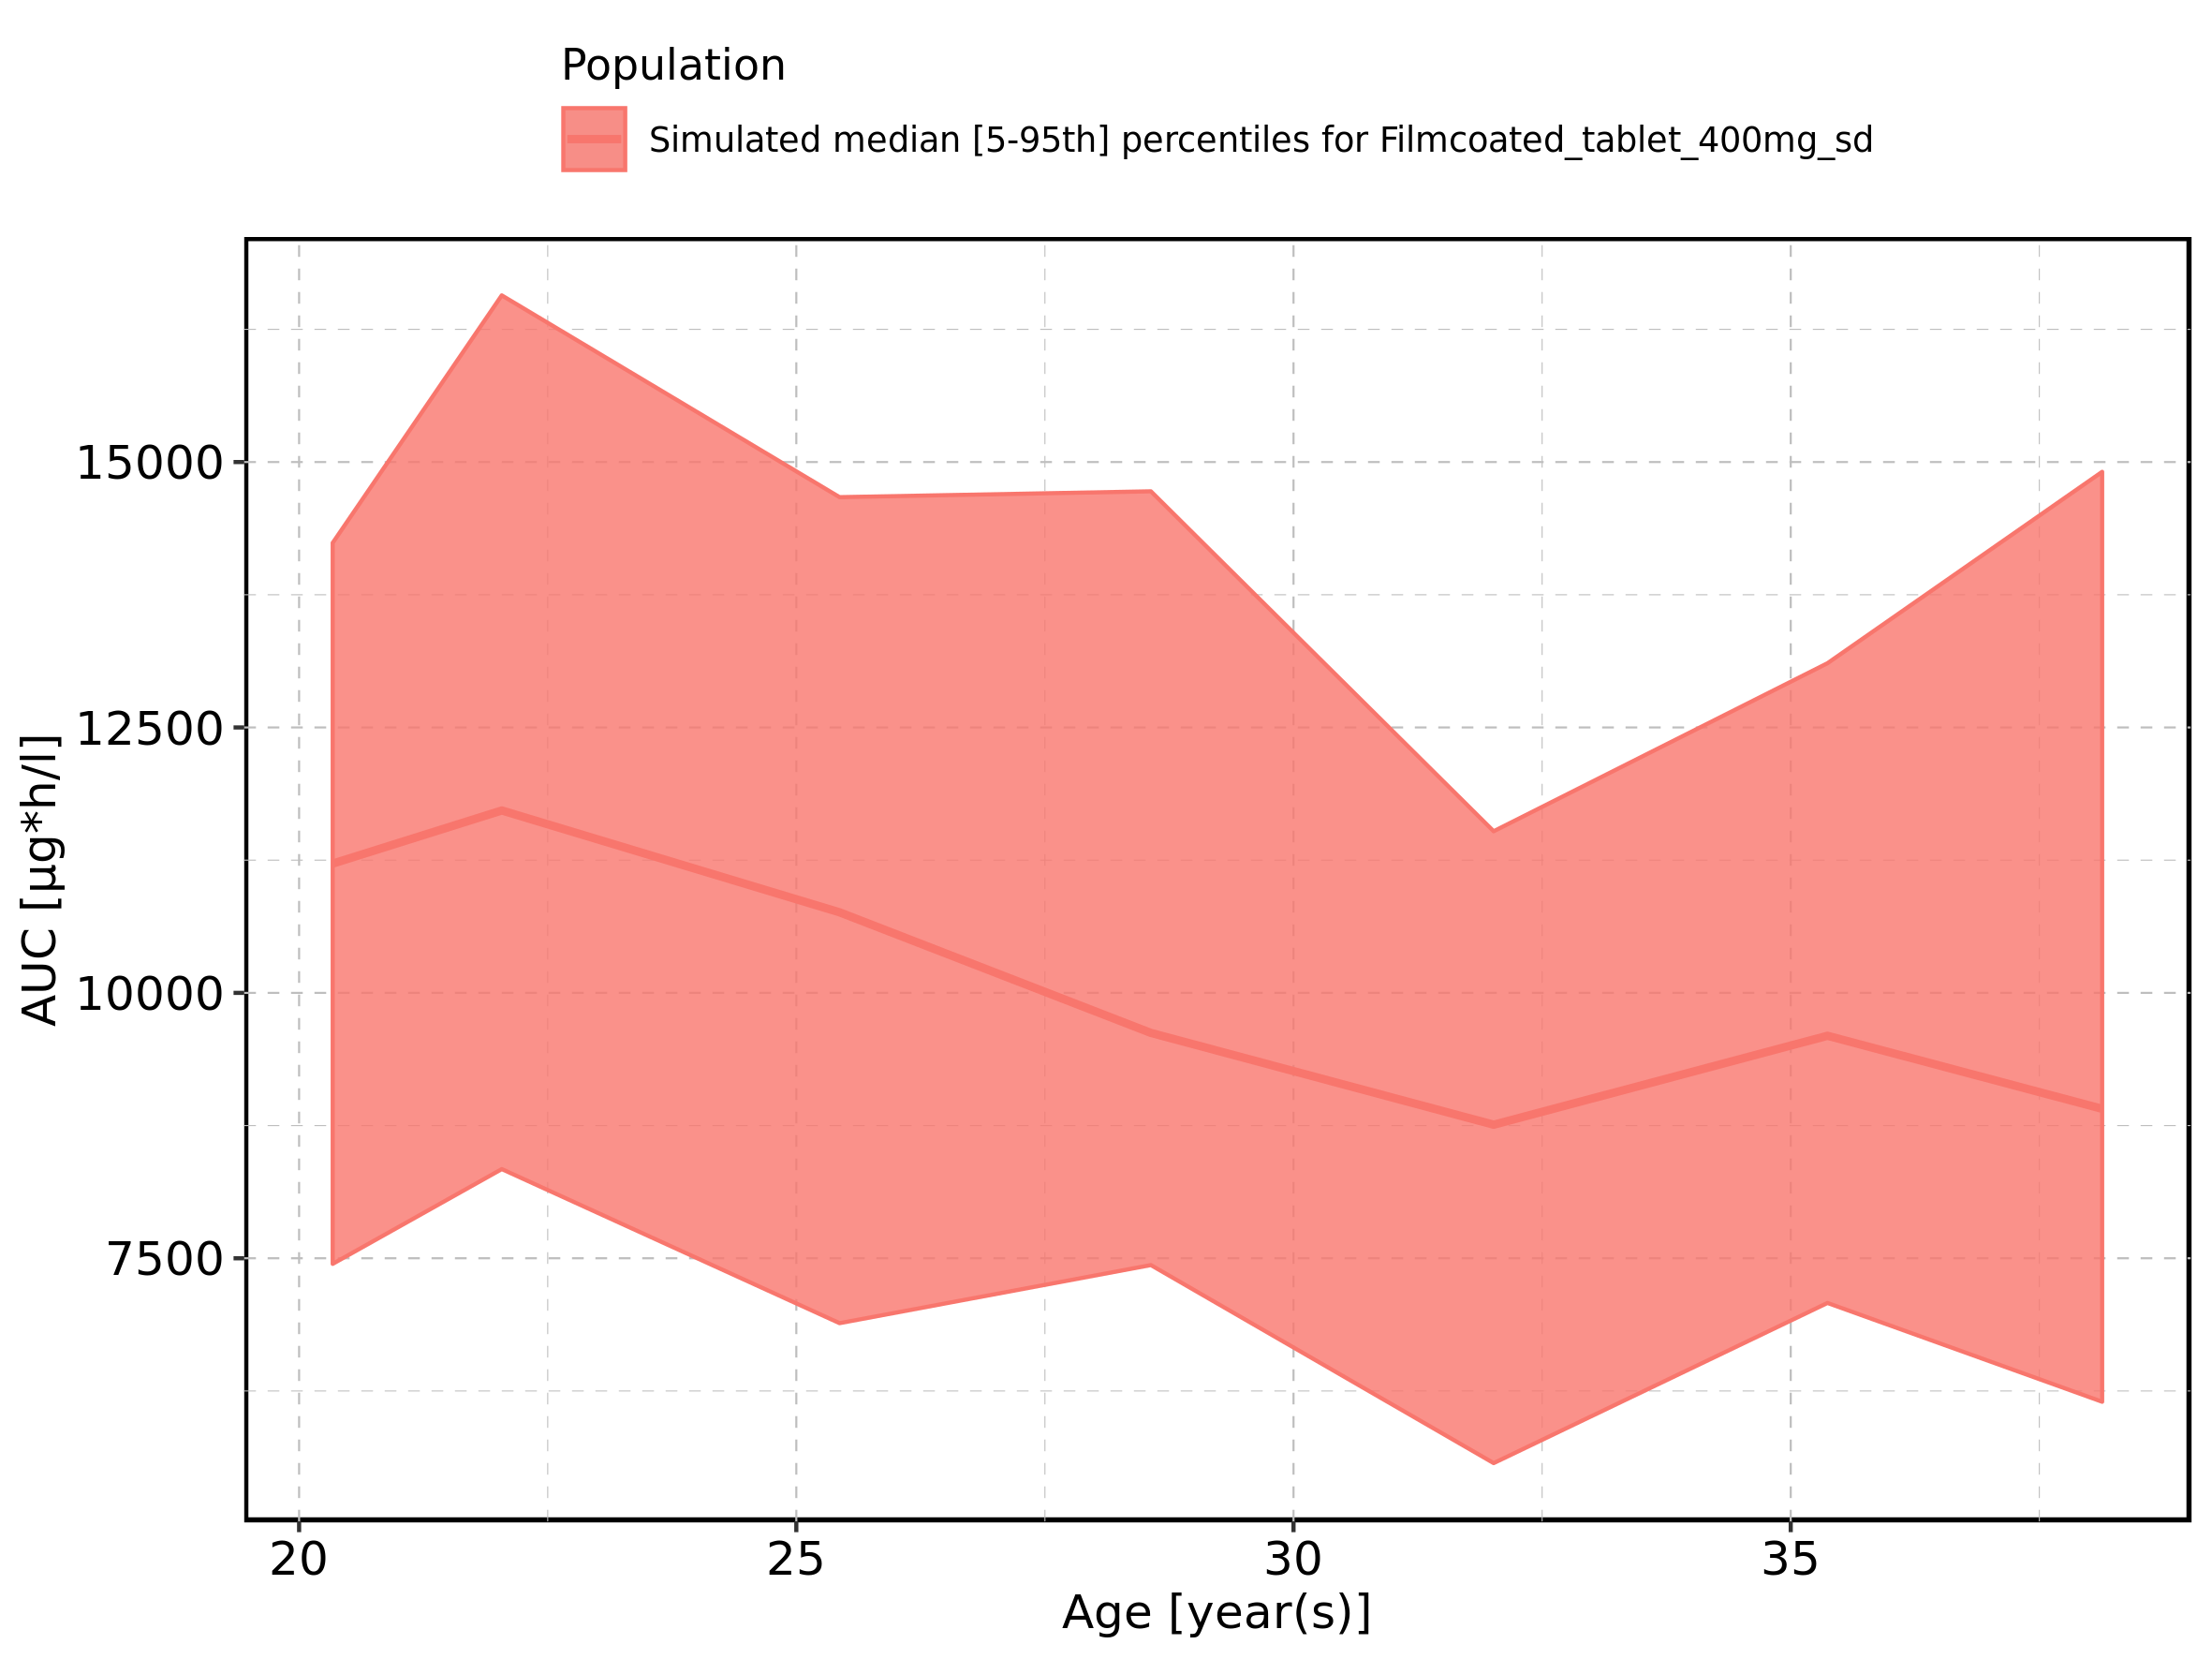 Population
Simulated median [5-95th] percentiles for Filmcoated_tablet_400mg_sd
AUC [µg*h/l]
15000
12500
10000
7500
20 25 30 35
Age [year(s)]